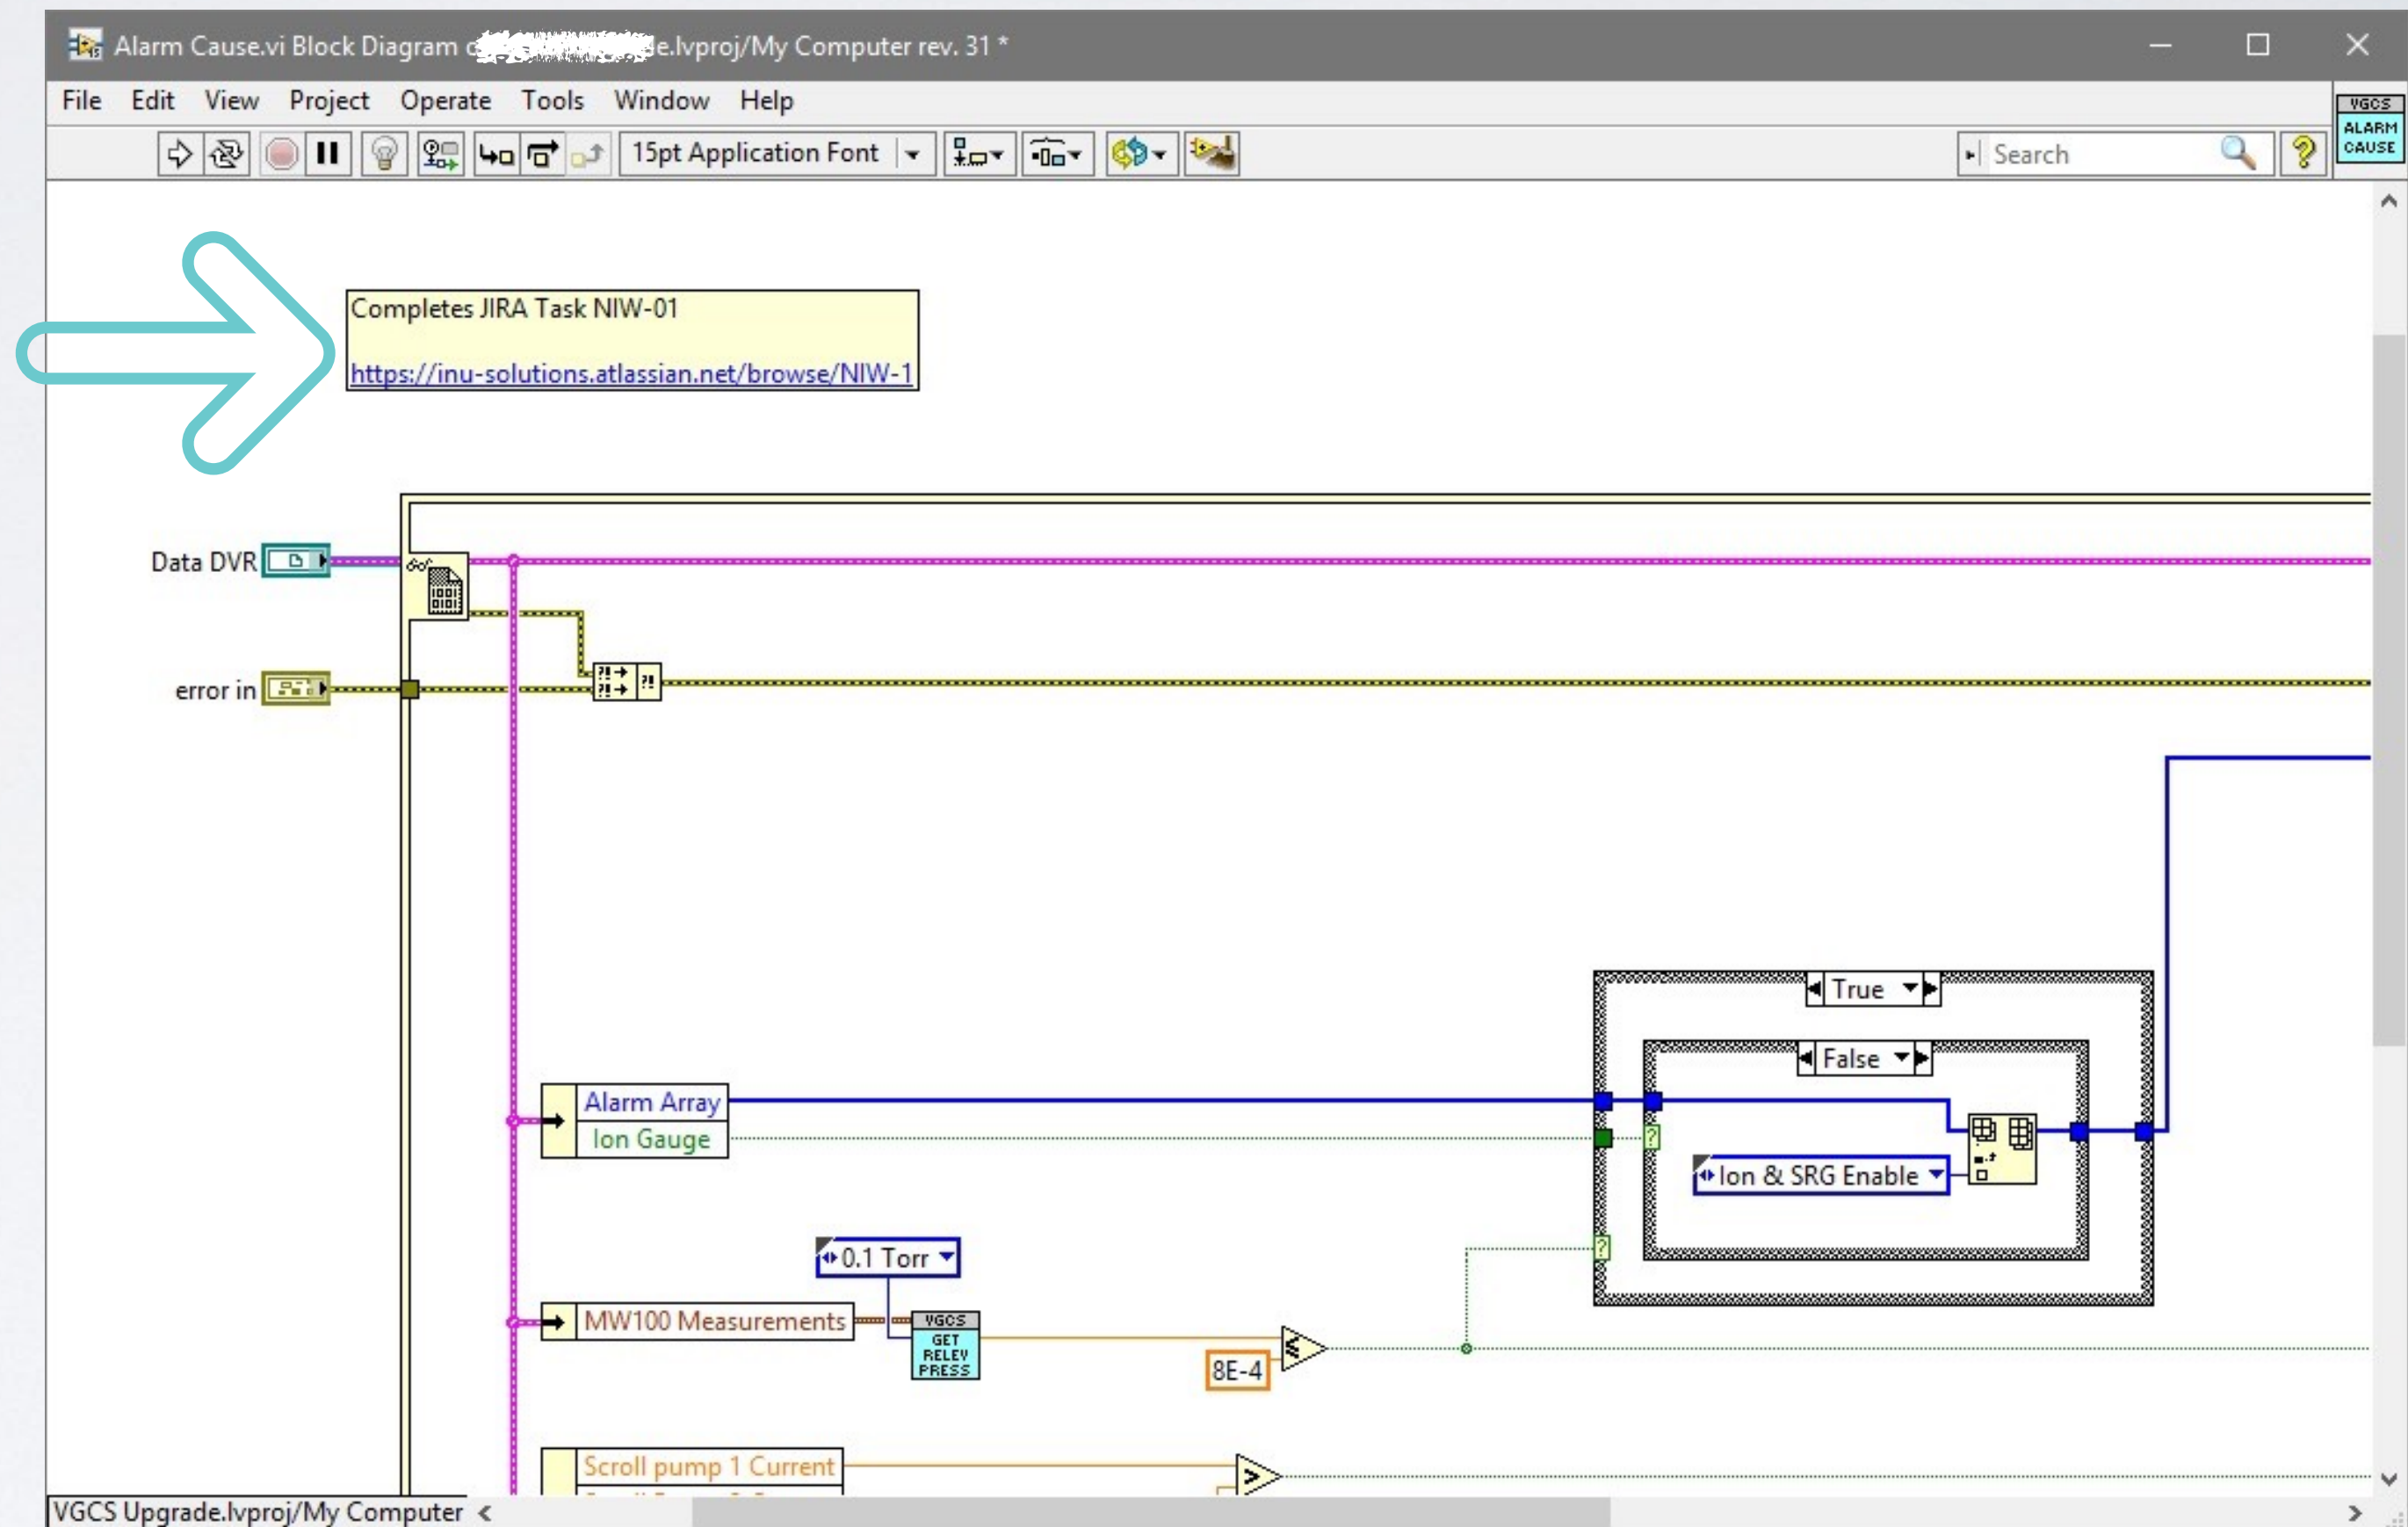 Alarm Cause.vi Block Diagram o de.lvproj/My Computer rev. 31 *
File Edit View Project Operate Tools Window Help
VGCS
ALARM
CAUSE
15pt Application Font
Search
Completes JIRA Task NIW-01
https://inu-solutions.atlassian.net/browse/NIW-1
Data DVR
error in
True
False
Alarm Array
Ion Gauge
Ion & SRG Enable
0.1 Torr
MW100 Measurements
VGCS
GET
RELEV
PRESS
8E-4
Scroll pump 1 Current
VGCS Upgrade.lvproj/My Computer